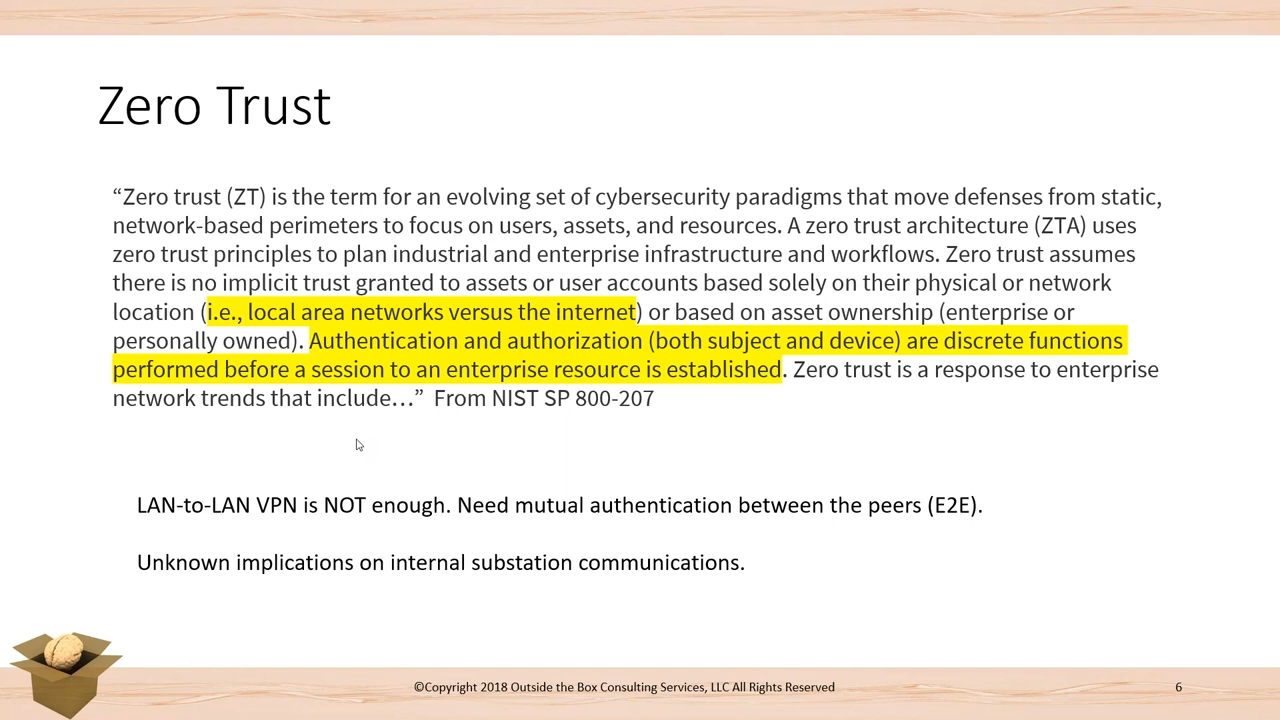 Zero Trust
“Zero trust (ZT) is the term for an evolving set of cybersecurity paradigms that move defenses from static,
network-based perimeters to focus on users, assets, and resources. A zero trust architecture (ZTA) uses
zero trust principles to plan industrial and enterprise infrastructure and workflows. Zero trust assumes
there is no implicit trust granted to assets or user accounts based solely on their physical or network
location (i.e., local area networks versus the internet) or based on asset ownership (enterprise or
personally owned). Authentication and authorization (both subject and device) are discrete functions
performed before a session to an enterprise resource is established. Zero trust is a response to enterprise
network trends that include…” From NIST SP 800-207
LAN-to-LAN VPN is NOT enough. Need mutual authentication between the peers (E2E).
Unknown implications on internal substation communications.
©Copyright 2018 Outside the Box Consulting Services, LLC All Rights Reserved
6